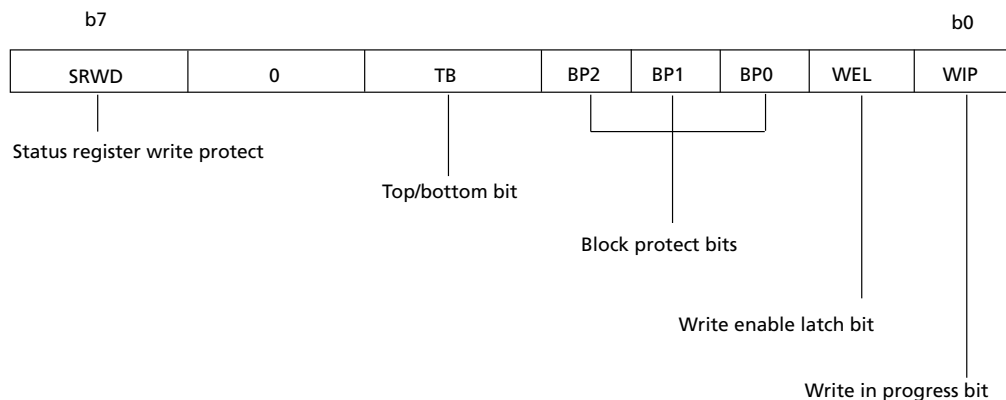 b7 b0
SRWD 0 TB BP2 BP1 BP0 WEL WIP
Status register write protect
Top/bottom bit
Block protect bits
Write enable latch bit
Write in progress bit